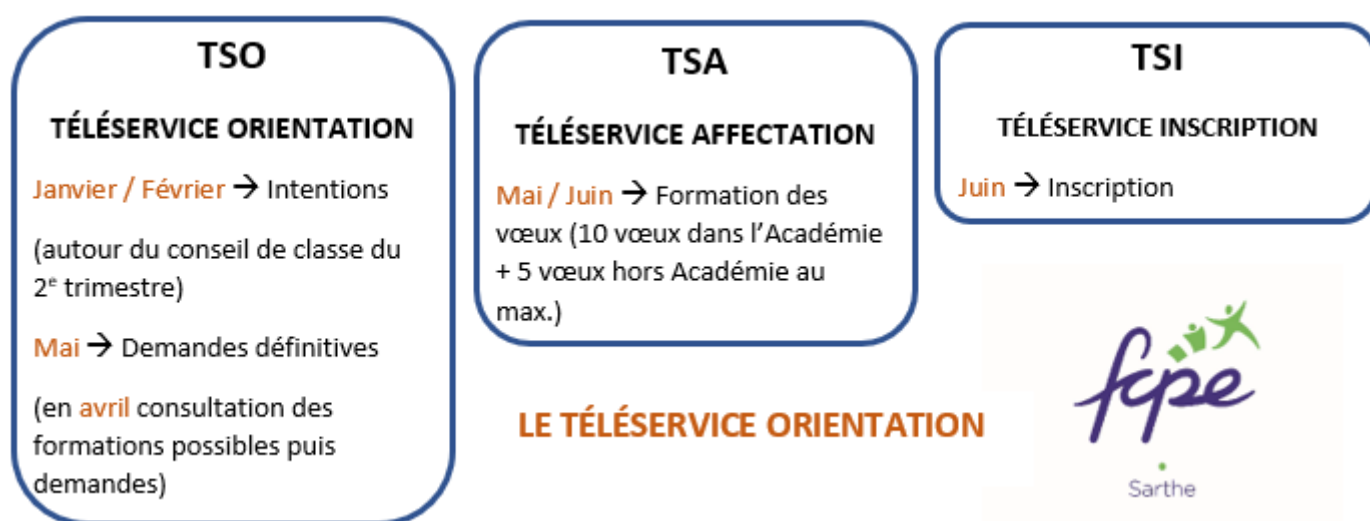 TSO
TÉLÉSERVICE ORIENTATION
Janvier / Février → Intentions
(autour du conseil de classe du
2e trimestre)
Mai → Demandes définitives
(en avril consultation des
formations possibles puis
demandes)
TSA
TÉLÉSERVICE AFFECTATION
Mai / Juin → Formation des
vœux (10 vœux dans l’Académie
+ 5 vœux hors Académie au
max.)
TSI
TÉLÉSERVICE INSCRIPTION
Juin → Inscription
LE TÉLÉSERVICE ORIENTATION
fcpe
Sarthe